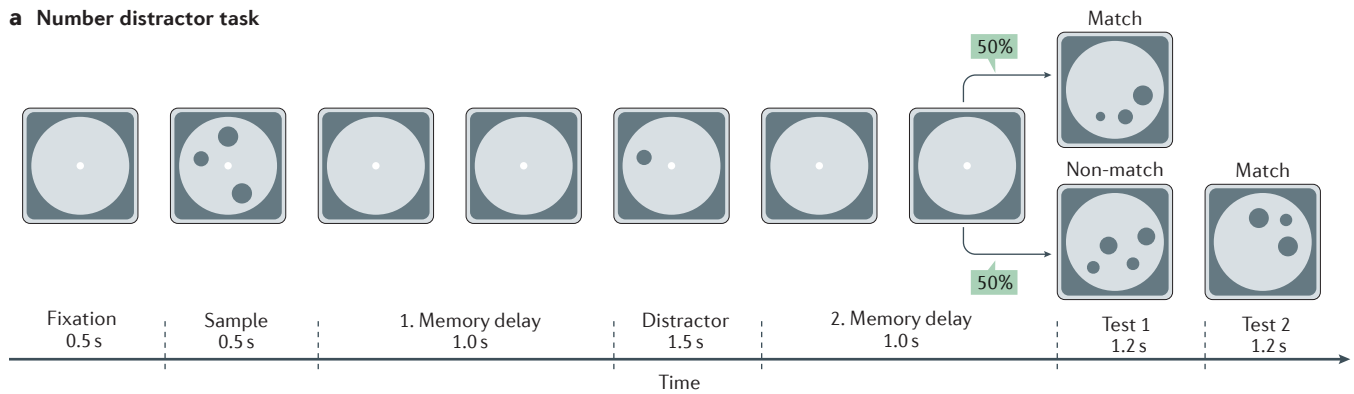 a Number distractor task
Match
50%
Non-match
Match
50%
Fixation
0.5 s
Sample
0.5 s
1. Memory delay
1.0 s
Distractor
1.5 s
2. Memory delay
1.0 s
Test 1
1.2 s
Test 2
1.2 s
Time